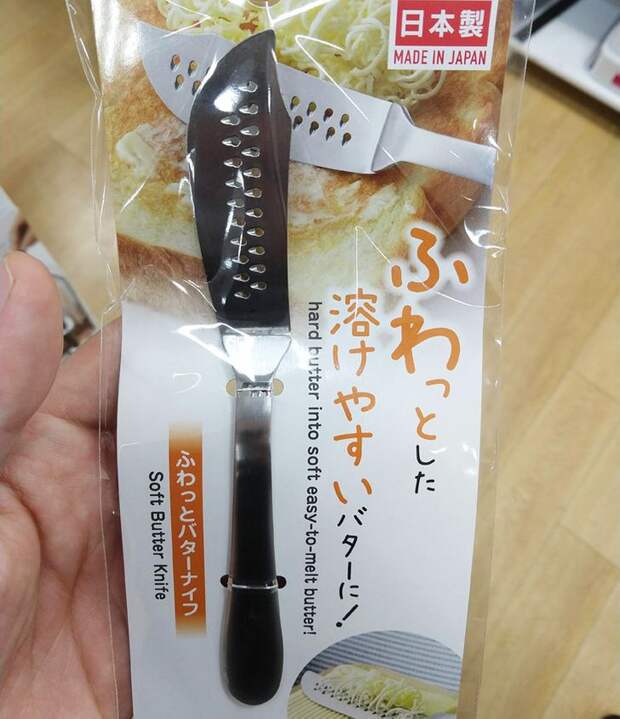 日本製
MADE IN JAPAN
ふわっとした
溶けやすい
バターに!
hard butter into soft easy-to-melt butter!
ふわっとバターナイフ
Soft Butter Knife